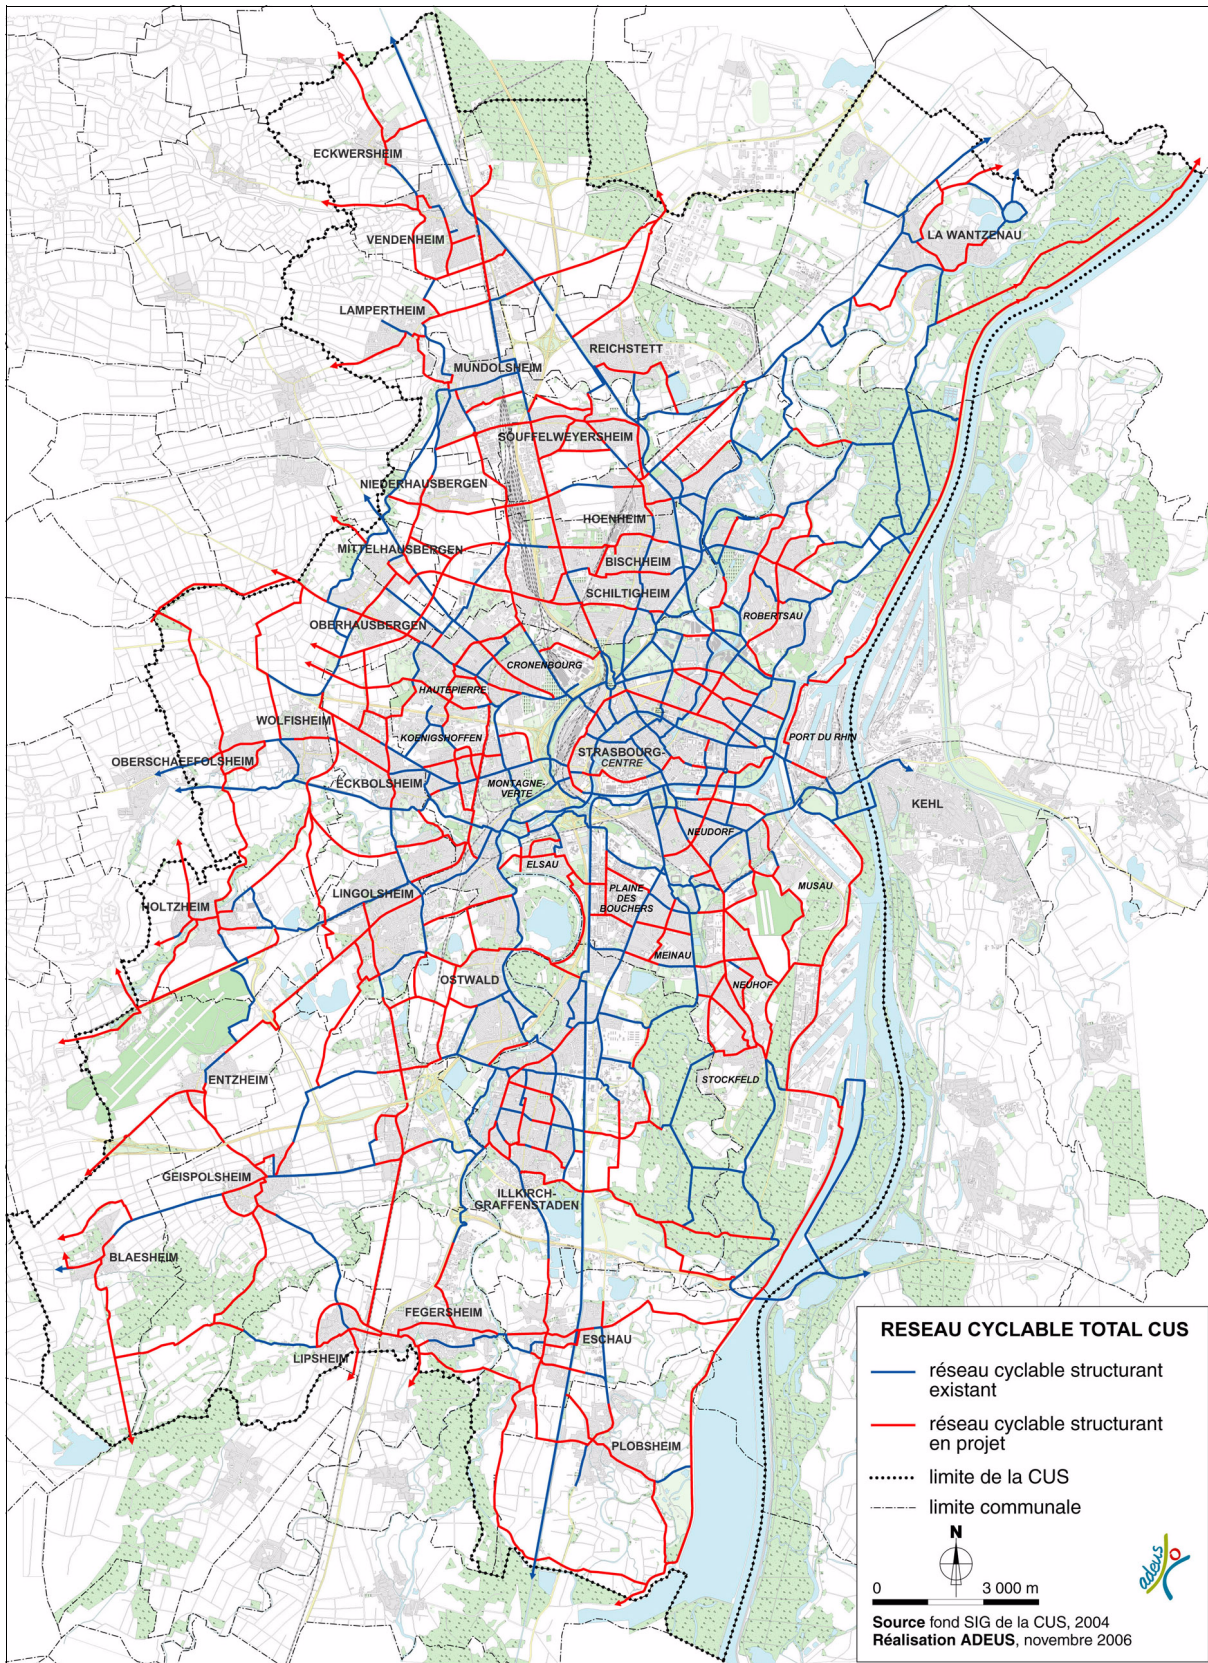 ECKWERSHEIM
VENDENHEIM
LA WANTZENAU
LAMPERTHEIM
REICHSTETT
MUNDOLSHEIM
SOUFFELWEYERSHEIM
NIEDERHAUSBERGEN
HOENHEIM
MITTELHAUSBERGEN
BISCHHEIM
SCHILTIGHEIM
ROBERTSAU
OBERHAUSBERGEN
CRONENBOURG
HAUTEPIERRE
WOLFISHEIM
KOENIGSHOFFEN
PORT DU RHIN
OBERSCHAEFFOLSHEIM
STRASBOURG-
CENTRE
ECKBOLSHEIM
MONTAGNE-
VERTE
KEHL
NEUDORF
ELSAU
LINGOLSHEIM
PLAINE
DES
BOUCHERS
MUSAU
HOLTZHEIM
MEINAU
OSTWALD
NEUHOF
ENTZHEIM
STOCKFELD
GEISPOLSHEIM
ILLKIRCH-
GRAFFENSTADEN
BLAESHEIM
FEGERSHEIM
ESCHAU
LIPSHEIM
PLOBSHEIM
RESEAU CYCLABLE TOTAL CUS
réseau cyclable structurant
existant
réseau cyclable structurant
en projet
limite de la CUS
limite communale
N
0 3 000 m
adeus
Source fond SIG de la CUS, 2004
Réalisation ADEUS, novembre 2006